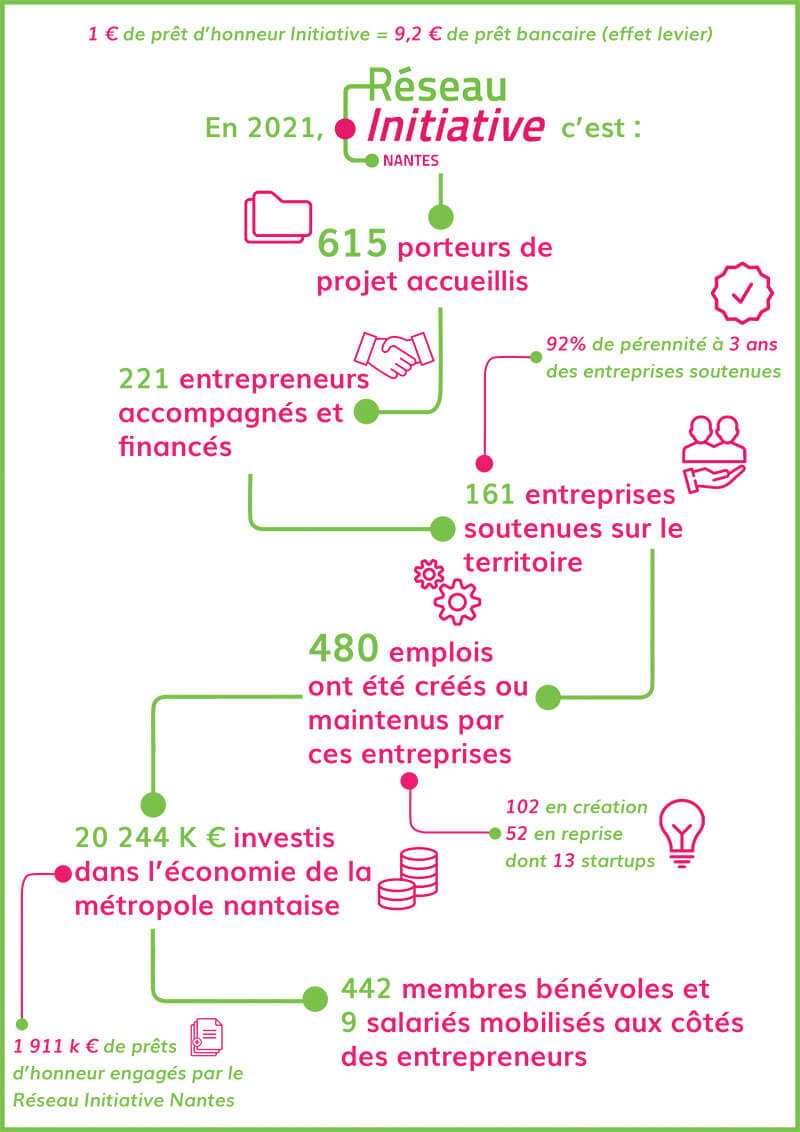 1 € de prêt d’honneur Initiative = 9,2 € de prêt bancaire (effet levier)
Réseau
En 2021, Initiative c’est :
NANTES
615 porteurs de
projet accueillis
92% de pérennité à 3 ans
des entreprises soutenues
221 entrepreneurs
accompagnés et
financés
161 entreprises
soutenues sur le
territoire
480 emplois
ont été créés ou
maintenus par
ces entreprises
102 en création
52 en reprise
dont 13 startups
20 244 K € investis
dans l’économie de la
métropole nantaise
442 membres bénévoles et
9 salariés mobilisés aux côtés
des entrepreneurs
1 911 k € de prêts
d’honneur engagés par le
Réseau Initiative Nantes